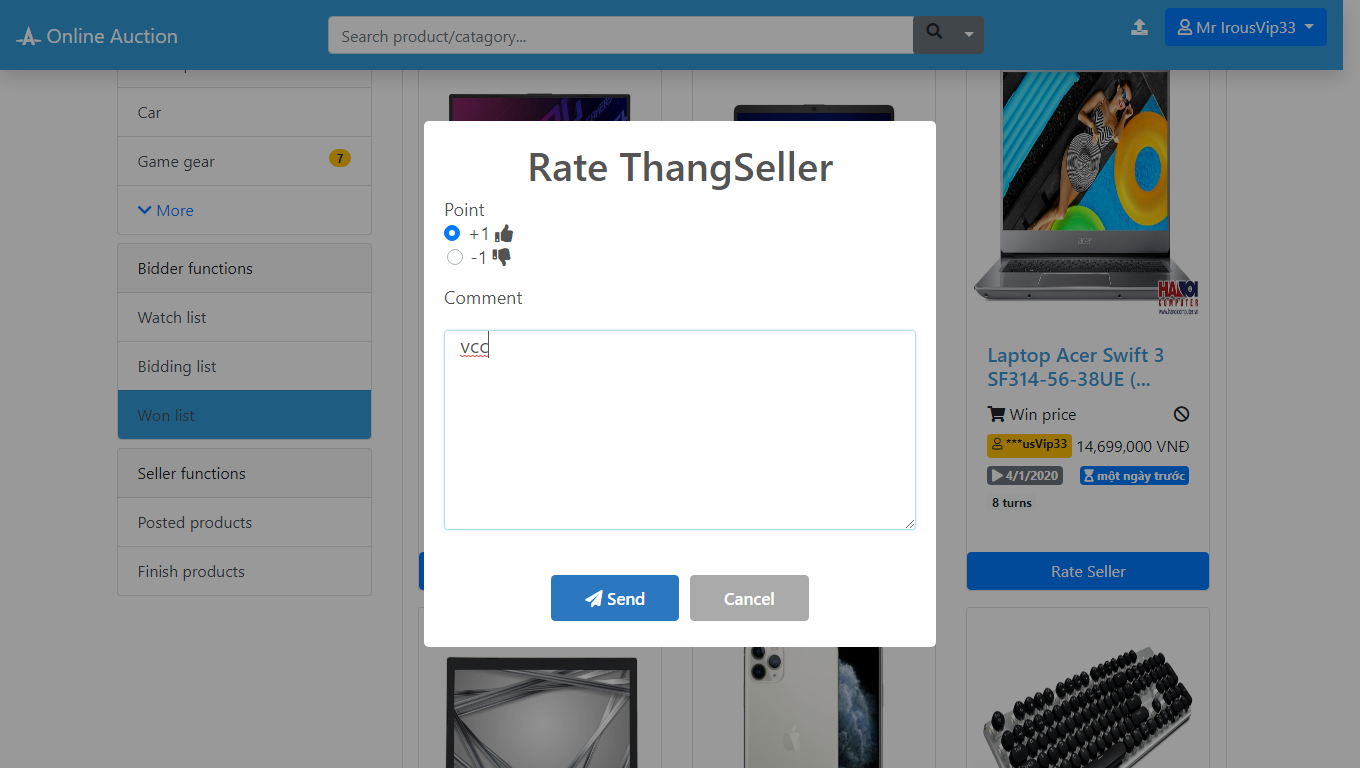 Online Auction
Search product/catagory...
Mr IrousVip33
Car
Game gear
7
More
Bidder functions
Watch list
Bidding list
Won list
Seller functions
Posted products
Finish products
Rate ThangSeller
Point
+1
-1
Comment
vcc
Send
Cancel
acer
HANOI
COMPUTER
Laptop Acer Swift 3
SF314-56-38UE (...
Win price
***usVip33
14,699,000 VNĐ
4/1/2020
một ngày trước
8 turns
Rate Seller